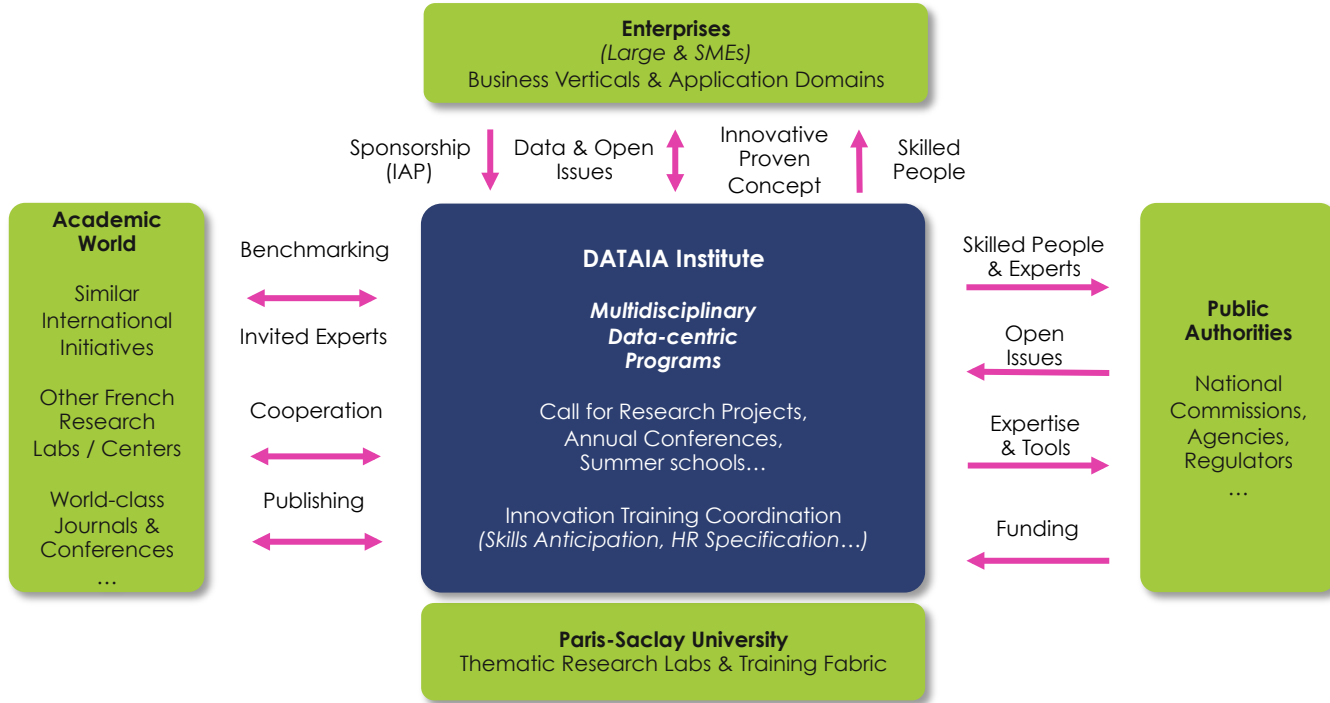 Enterprises
(Large & SMEs)
Business Verticals & Application Domains
Sponsorship
(IAP)
Data & Open
Issues
Innovative
Proven
Concept
Skilled
People
Academic
World
Similar
International
Initiatives
Other French
Research
Labs / Centers
World-class
Journals &
Conferences
…
Benchmarking
Invited Experts
Cooperation
Publishing
DATAIA Institute
Multidisciplinary
Data-centric
Programs
Call for Research Projects,
Annual Conferences,
Summer schools…
Innovation Training Coordination
(Skills Anticipation, HR Specification…)
Skilled People
& Experts
Open
Issues
Expertise
& Tools
Funding
Public
Authorities
National
Commissions,
Agencies,
Regulators
…
Paris-Saclay University
Thematic Research Labs & Training Fabric